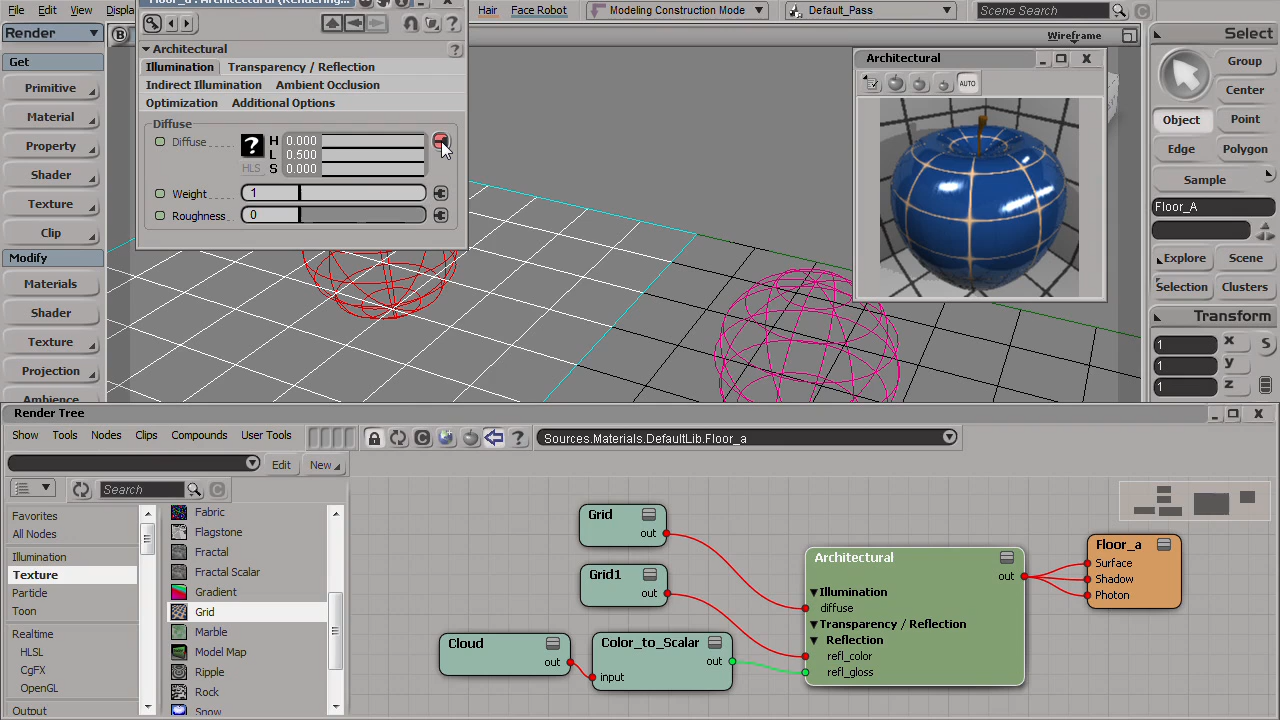 File Edit View Display
Hair Face Robot Modeling Construction Mode Default_Pass Scene Search C
Floor_a : Architectural (Rendering...
Render
B
Wireframe
Select
Get
Architectural ?
Illumination Transparency / Reflection
Indirect Illumination Ambient Occlusion
Optimization Additional Options
Diffuse
Diffuse ? H 0.000
L 0.500
HLS S 0.000
Weight 1
Roughness 0
Architectural
AUTO
Primitive
Material
Property
Shader
Texture
Clip
Modify
Materials
Shader
Texture
Projection
Ambience
Group
Center
Object Point
Edge Polygon
Sample
Floor_A
Explore Scene
Selection Clusters
Transform
1 x S
1 y
1 z
Render Tree
Show Tools Nodes Clips Compounds User Tools C ? Sources.Materials.DefaultLib.Floor_a
Edit New
Search C
Favorites
All Nodes
Illumination
Texture
Particle
Toon
Realtime
HLSL
CgFX
OpenGL
Output
Fabric
Flagstone
Fractal
Fractal Scalar
Gradient
Grid
Marble
Model Map
Ripple
Rock
Snow
Grid
out
Grid1
out
Cloud
out
Color_to_Scalar
out
input
Architectural
out
Illumination
diffuse
Transparency / Reflection
Reflection
refl_color
refl_gloss
Floor_a
Surface
Shadow
Photon